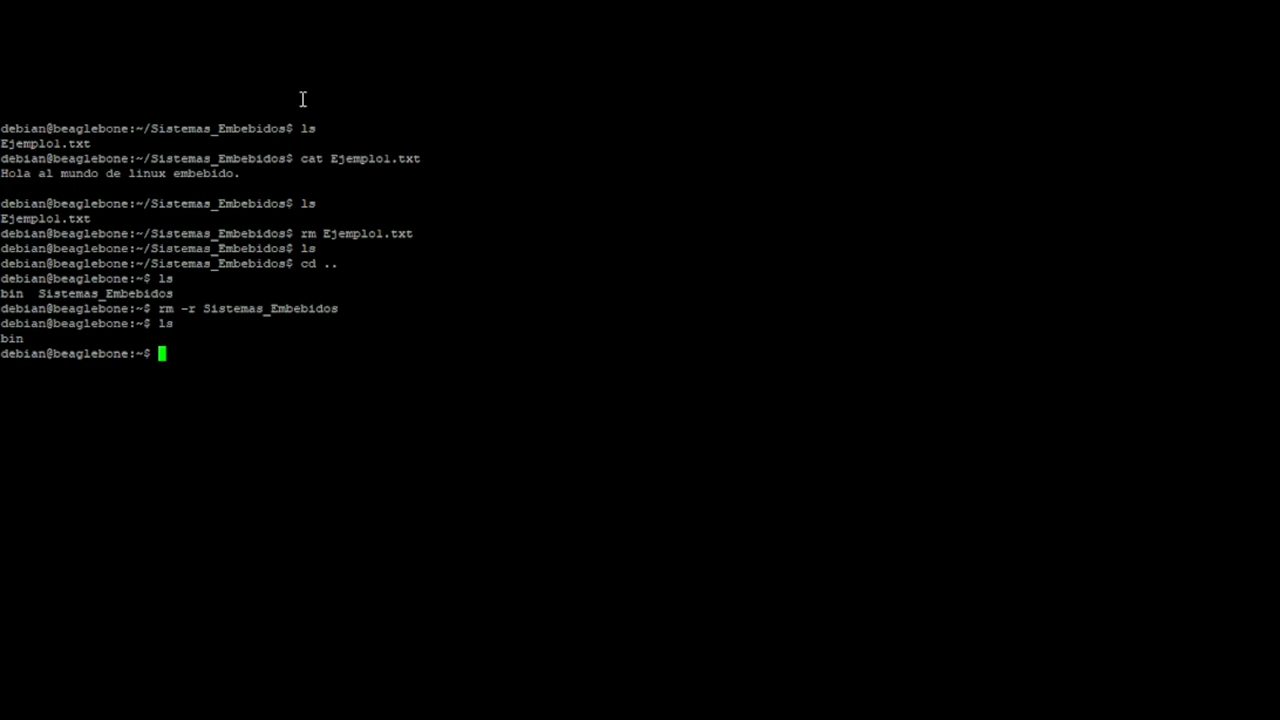 debian@beaglebone:~/Sistemas_Embebidos$ ls
Ejemplo1.txt
debian@beaglebone:~/Sistemas_Embebidos$ cat Ejemplo1.txt
Hola al mundo de linux embebido.
debian@beaglebone:~/Sistemas_Embebidos$ ls
Ejemplo1.txt
debian@beaglebone:~/Sistemas_Embebidos$ rm Ejemplo1.txt
debian@beaglebone:~/Sistemas_Embebidos$ ls
debian@beaglebone:~/Sistemas_Embebidos$ cd ..
debian@beaglebone:~$ ls
bin  Sistemas_Embebidos
debian@beaglebone:~$ rm -r Sistemas_Embebidos
debian@beaglebone:~$ ls
bin
debian@beaglebone:~$